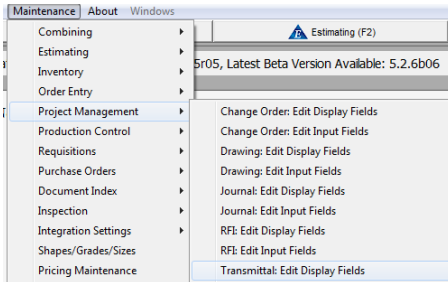 Maintenance About Windows
Combining
Estimating (F2)
Estimating
Inventory
5r05, Latest Beta Version Available: 5.2.6b06
Order Entry
Project Management
Change Order: Edit Display Fields
Production Control
Change Order: Edit Input Fields
Requisitions
Drawing: Edit Display Fields
Purchase Orders
Drawing: Edit Input Fields
Document Index
Journal: Edit Display Fields
Inspection
Journal: Edit Input Fields
Integration Settings
RFI: Edit Display Fields
Shapes/Grades/Sizes
RFI: Edit Input Fields
Pricing Maintenance
Transmittal: Edit Display Fields